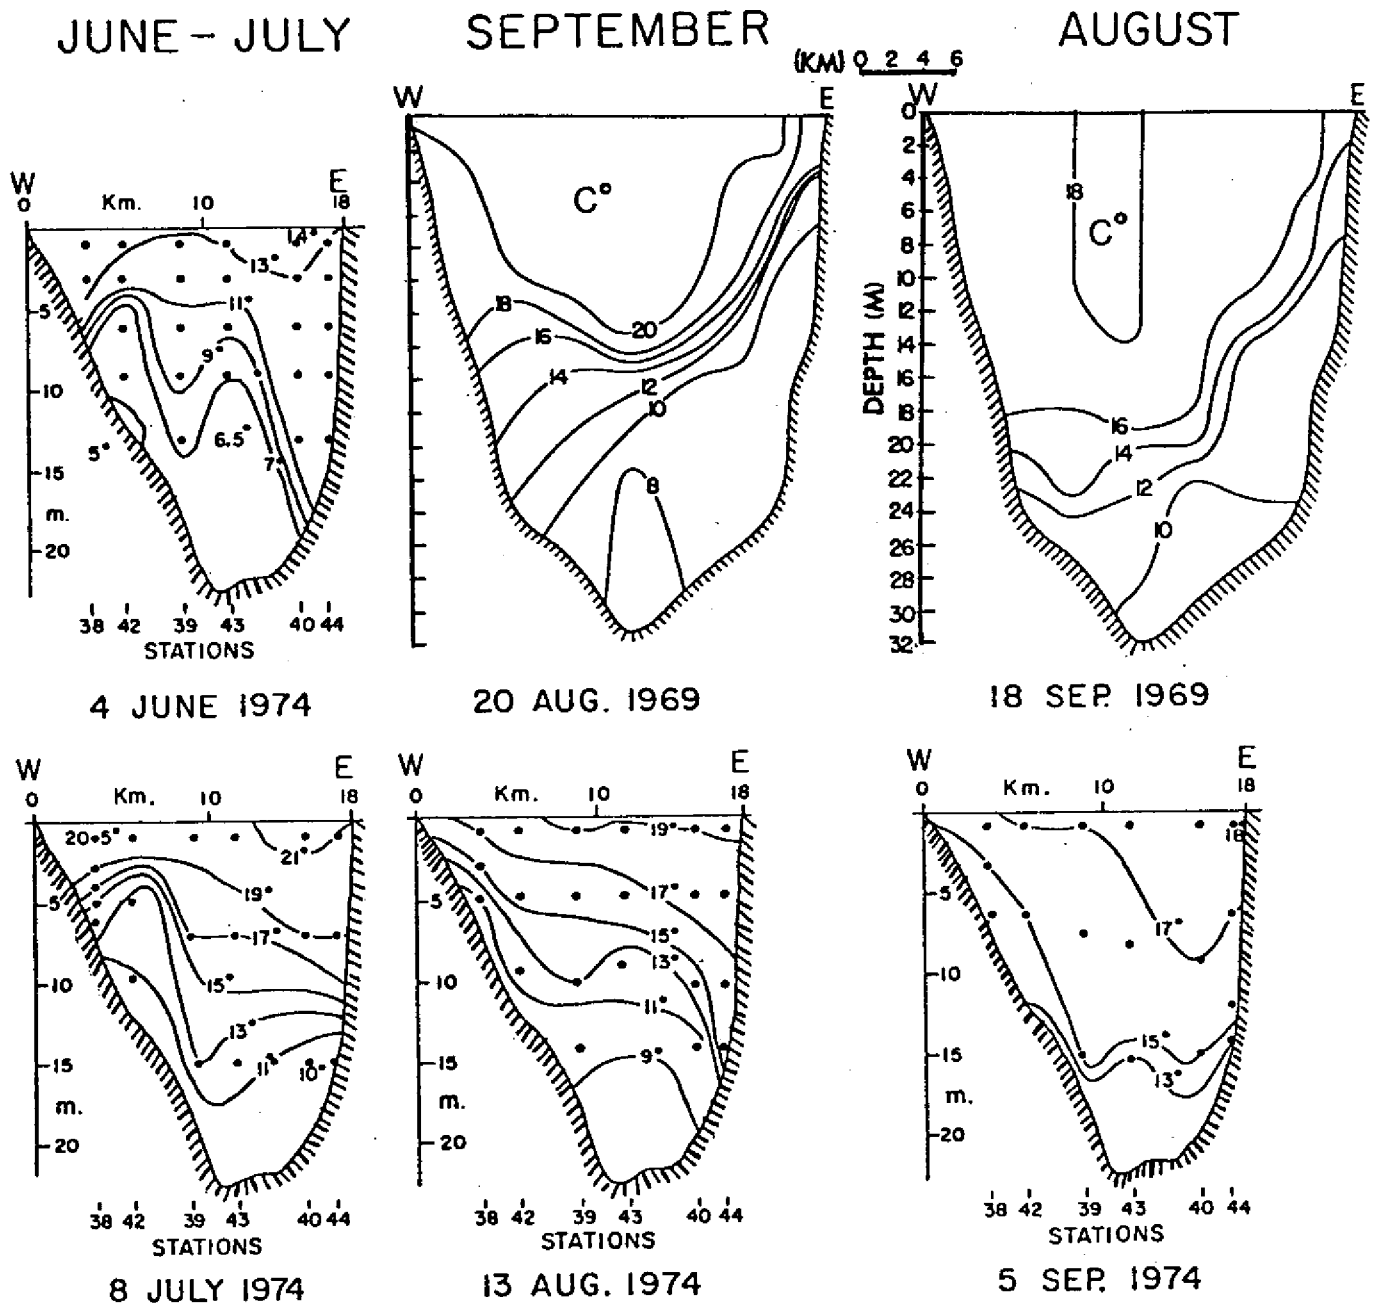 JUNE - JULY
SEPTEMBER
AUGUST
(KM) 0 2 4 6
W E
0 Km. 10 18
14°
13°
11°
9°
6.5°
7°
5°
-5
-10
-15
m.
-20
38 42 39 43 40 44
STATIONS
4 JUNE 1974
W E
C°
20
18
16
14
12
10
8
20 AUG. 1969
W E
DEPTH (M)
0
2
4
6
8
10
12
14
16
18
20
22
24
26
28
30
32
18
C°
16
14
12
10
18 SEP. 1969
W E
0 Km. 10 18
20.5°
21°
19°
17°
15°
13°
11°
10°
-5
-10
-15
m.
-20
38 42 39 43 40 44
STATIONS
8 JULY 1974
W E
0 Km. 10 18
19°
17°
15°
13°
11°
9°
-5
-10
-15
m.
-20
38 42 39 43 40 44
STATIONS
13 AUG. 1974
W E
0 Km. 10 18
18
17°
15°
13°
-5
-10
-15
m.
-20
38 42 39 43 40 44
STATIONS
5 SEP. 1974